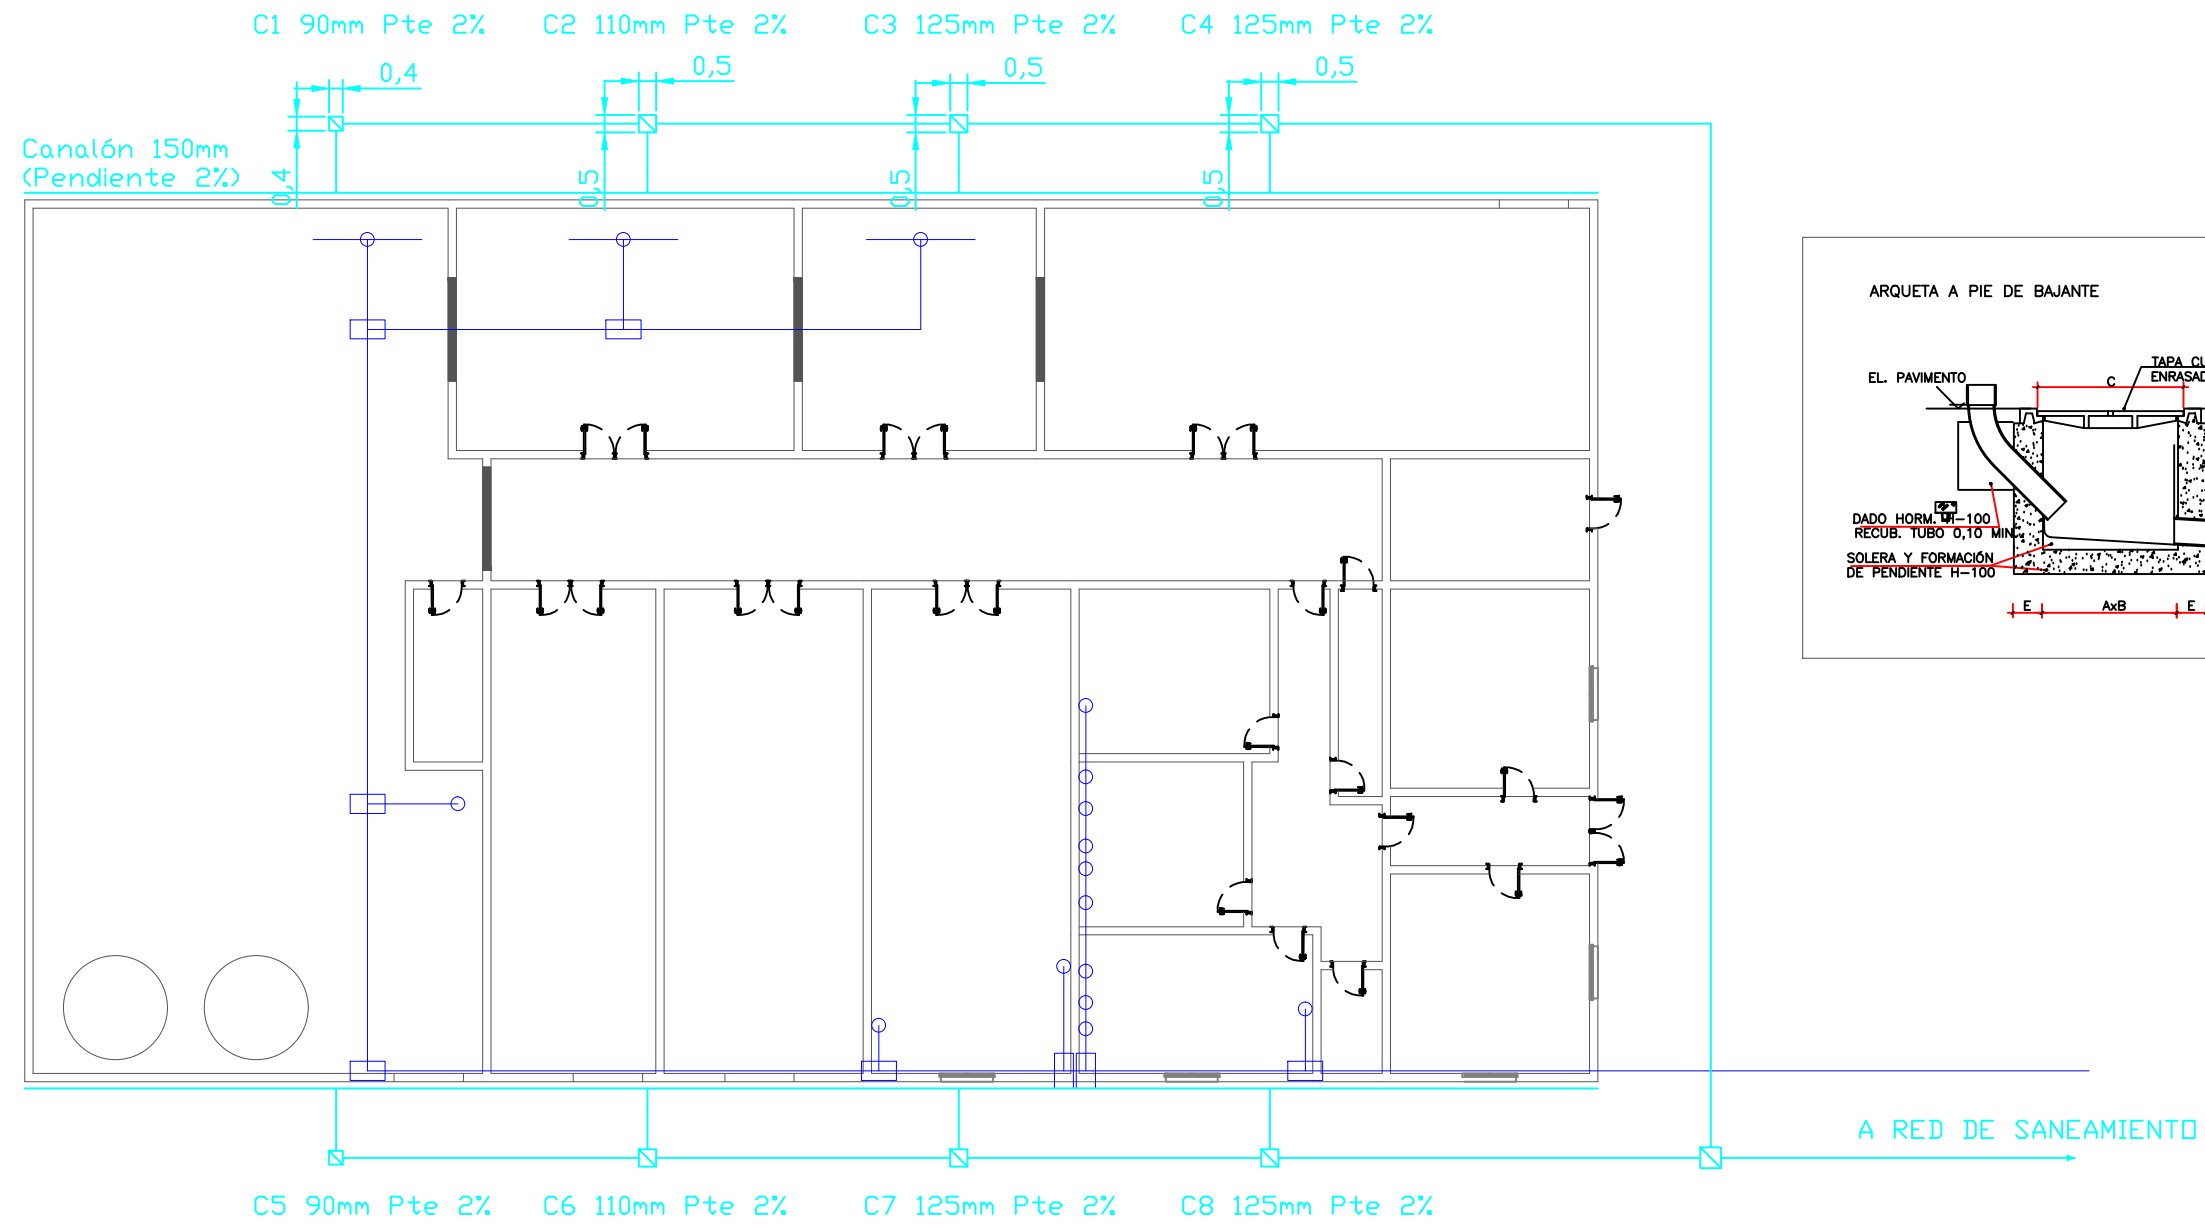 C1 90mm Pte 2%
C2 110mm Pte 2%
C3 125mm Pte 2%
C4 125mm Pte 2%
0,4
0,5
0,5
0,5
Canalón 150mm
(Pendiente 2%)
0,4
0,5
0,5
0,5
ARQUETA A PIE DE BAJANTE
TAPA
EL. PAVIMENTO
C
DADO HORM. H-100
RECUB. TUBO 0,10 MIN.
SOLERA Y FORMACIÓN
DE PENDIENTE H-100
E
AxB
E
A RED DE SANEAMIENTO
C5 90mm Pte 2%
C6 110mm Pte 2%
C7 125mm Pte 2%
C8 125mm Pte 2%